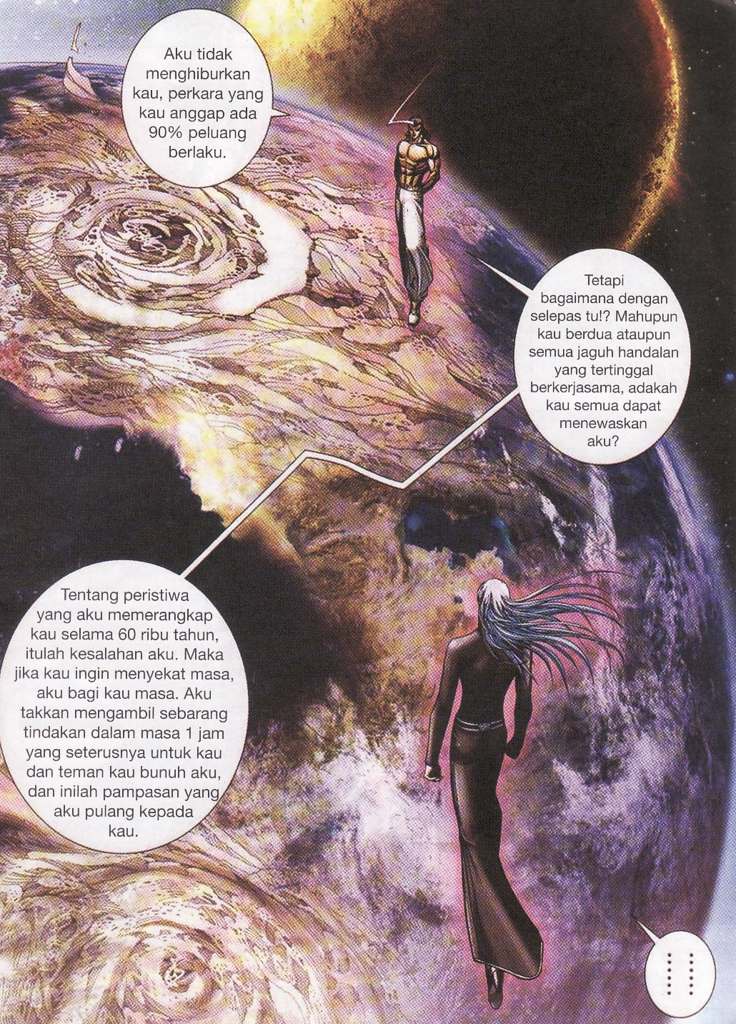 Aku tidak
menghiburkan
kau, perkara yang
kau anggap ada
90% peluang
berlaku.
Tetapi
bagaimana dengan
selepas tu!? Mahupun
kau berdua ataupun
semua jaguh handalan
yang tertinggal
berkerjasama, adakah
kau semua dapat
menewaskan
aku?
Tentang peristiwa
yang aku memerangkap
kau selama 60 ribu tahun,
itulah kesalahan aku. Maka
jika kau ingin menyekat masa,
aku bagi kau masa. Aku
takkan mengambil sebarang
tindakan dalam masa 1 jam
yang seterusnya untuk kau
dan teman kau bunuh aku,
dan inilah pampasan yang
aku pulang kepada
kau.